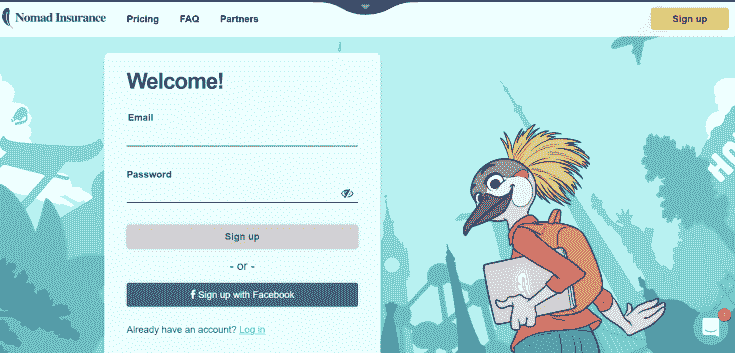 Nomad Insurance Pricing FAQ Partners Sign up
Welcome!
Email
Password
Sign up
- or -
f Sign up with Facebook
Already have an account? Log in